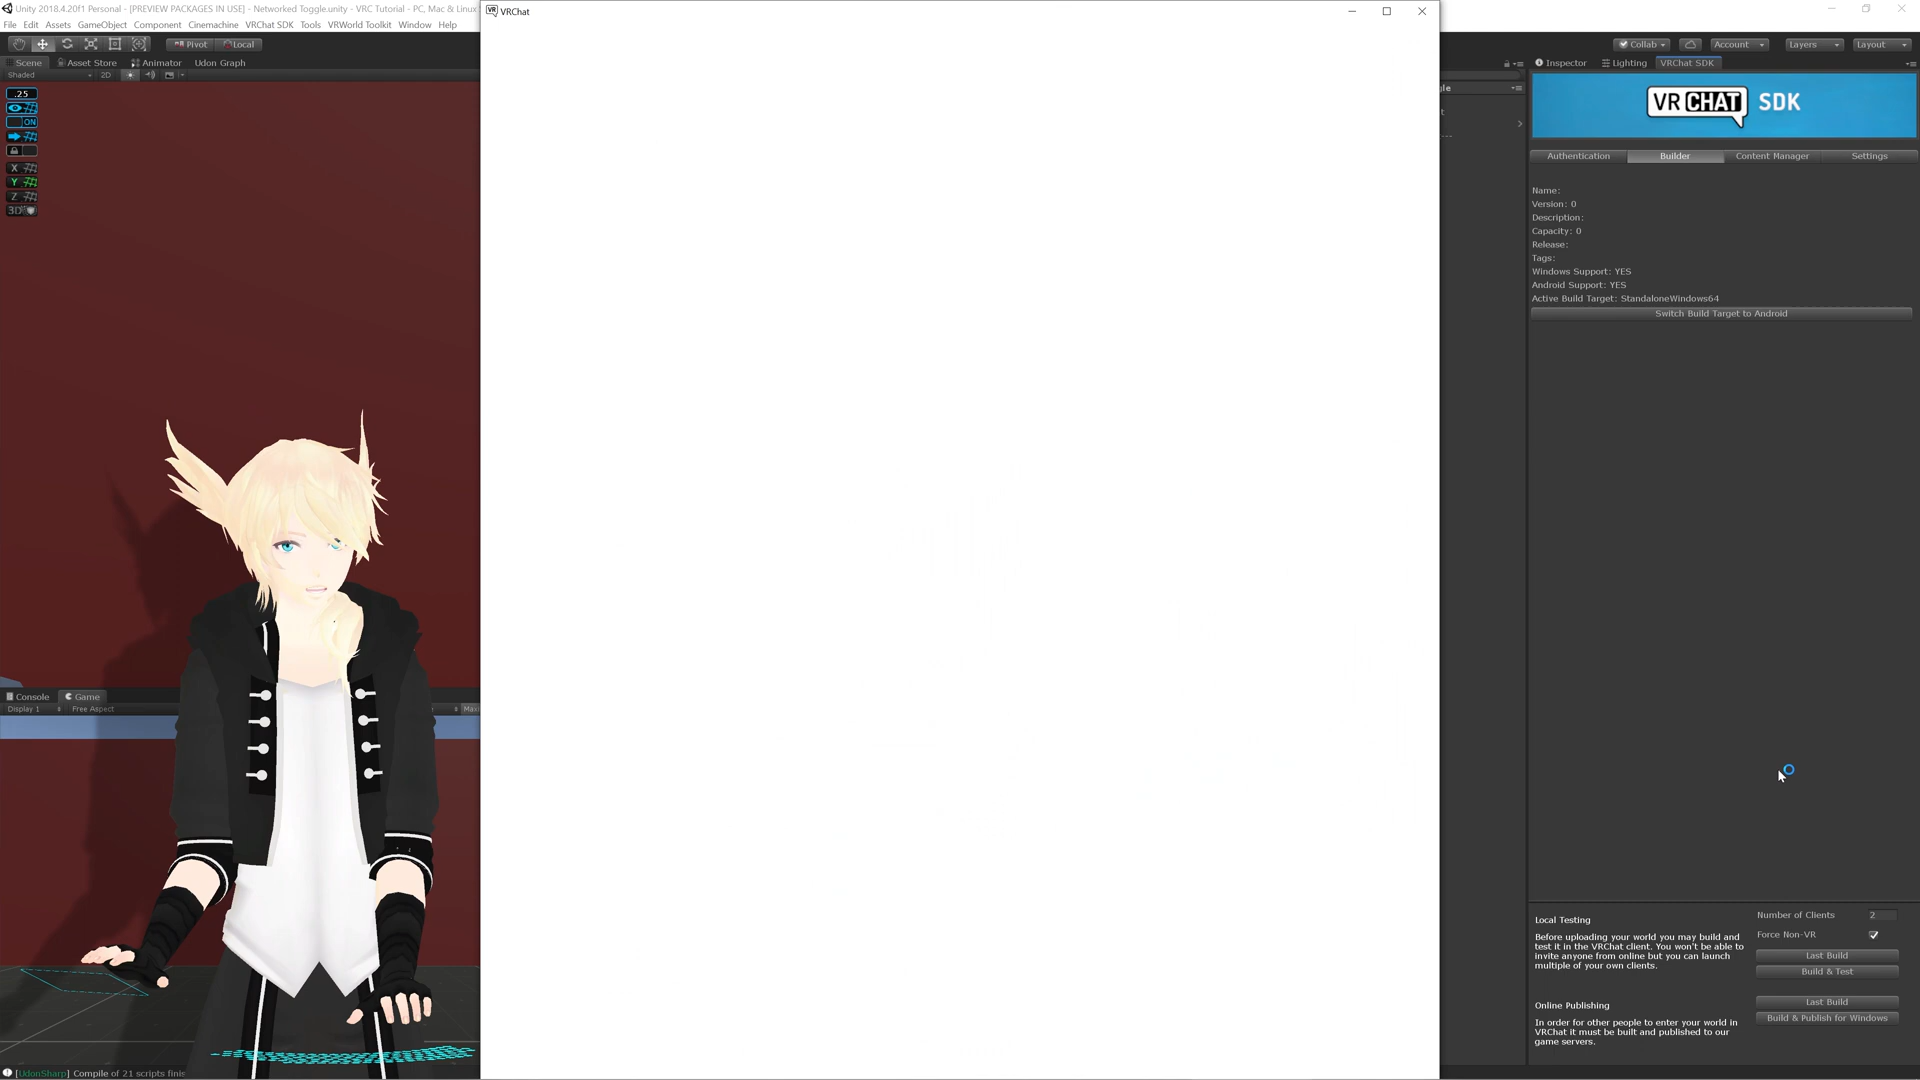 Unity 2018.4.20f1 Personal - [PREVIEW PACKAGES IN USE] - Networked Toggle.unity - VRC Tutorial - PC, Mac & Linux
File Edit Assets GameObject Component Cinemachine VRChat SDK Tools VRWorld Toolkit Window Help
Pivot Local
Scene Asset Store Animator Udon Graph
Shaded 2D
.25
ON
X
Y
Z
3D
Console Game
Display 1 Free Aspect
[UdonSharp] Compile of 21 scripts finis
VRChat
Collab Account Layers Layout
Inspector Lighting VRChat SDK
VR CHAT SDK
Authentication Builder Content Manager Settings
Name:
Version: 0
Description:
Capacity: 0
Release:
Tags:
Windows Support: YES
Android Support: YES
Active Build Target: StandaloneWindows64
Switch Build Target to Android
Local Testing
Before uploading your world you may build and
test it in the VRChat client. You won't be able to
invite anyone from online but you can launch
multiple of your own clients.
Number of Clients 2
Force Non-VR
Last Build
Build & Test
Online Publishing
In order for other people to enter your world in
VRChat it must be built and published to our
game servers.
Last Build
Build & Publish for Windows